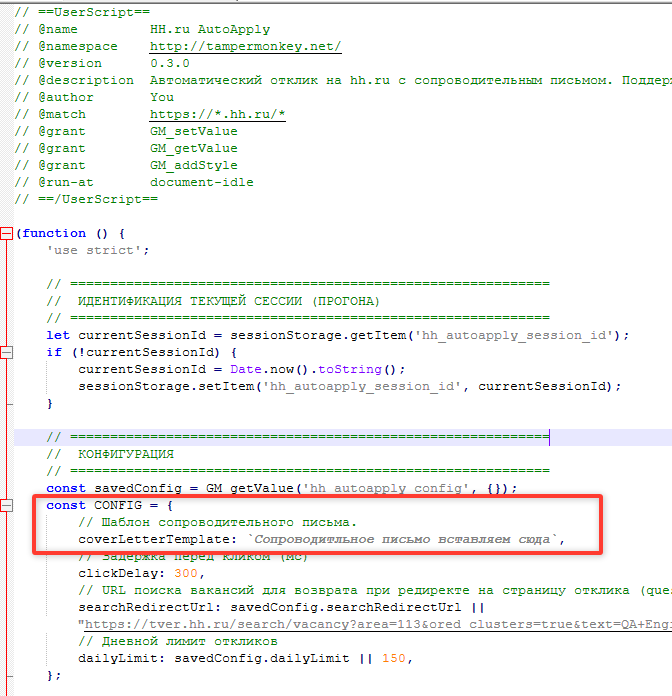 // ==UserScript==
// @name         HH.ru AutoApply
// @namespace    http://tampermonkey.net/
// @version      0.3.0
// @description  Автоматический отклик на hh.ru с сопроводительным письмом.
// @author       You
// @match        https://*.hh.ru/*
// @grant        GM_setValue
// @grant        GM_getValue
// @grant        GM_addStyle
// @run-at       document-idle
// ==/UserScript==
(function () {
    'use strict';
    // ============================================================
    //  ИДЕНТИФИКАЦИЯ ТЕКУЩЕЙ СЕССИИ (ПРОГОНА)
    // ============================================================
    let currentSessionId = sessionStorage.getItem('hh_autoapply_session_id');
    if (!currentSessionId) {
        currentSessionId = Date.now().toString();
        sessionStorage.setItem('hh_autoapply_session_id', currentSessionId);
    }
    // ============================================================
    //  КОНФИГУРАЦИЯ
    // ============================================================
    const savedConfig = GM_getValue('hh_autoapply_config', {});
    const CONFIG = {
        // Шаблон сопроводительного письма.
        coverLetterTemplate: `Сопроводитльное письмо вставляем сюда`,
        // Задержка перед кликом (мс)
        clickDelay: 300,
        // URL поиска вакансий для возврата при редиректе на страницу отклика
        searchRedirectUrl: savedConfig.searchRedirectUrl ||
        "https://tver.hh.ru/search/vacancy?area=113&ored_clusters=true&text=QA+Engi
        // Дневной лимит откликов
        dailyLimit: savedConfig.dailyLimit || 150,
    };